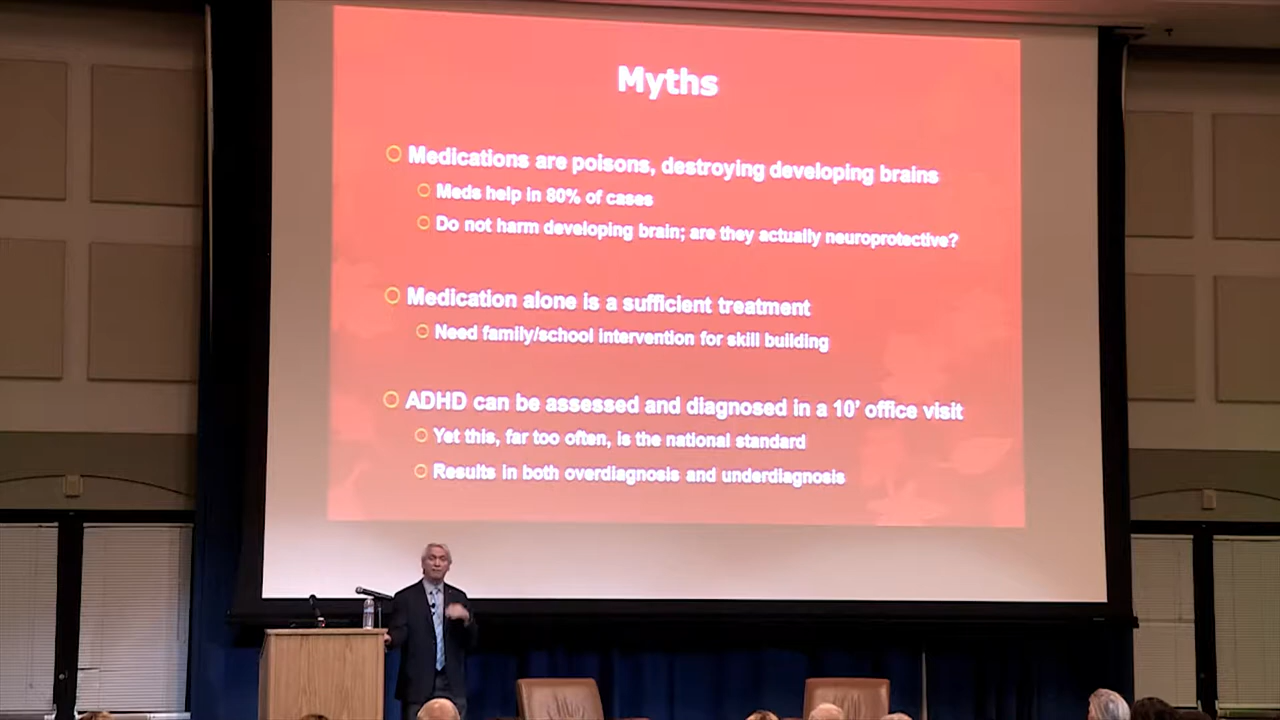 Myths
Medications are poisons, destroying developing brains
Meds help in 80% of cases
Do not harm developing brain; are they actually neuroprotective?
Medication alone is a sufficient treatment
Need family/school intervention for skill building
ADHD can be assessed and diagnosed in a 10’ office visit
Yet this, far too often, is the national standard
Results in both overdiagnosis and underdiagnosis